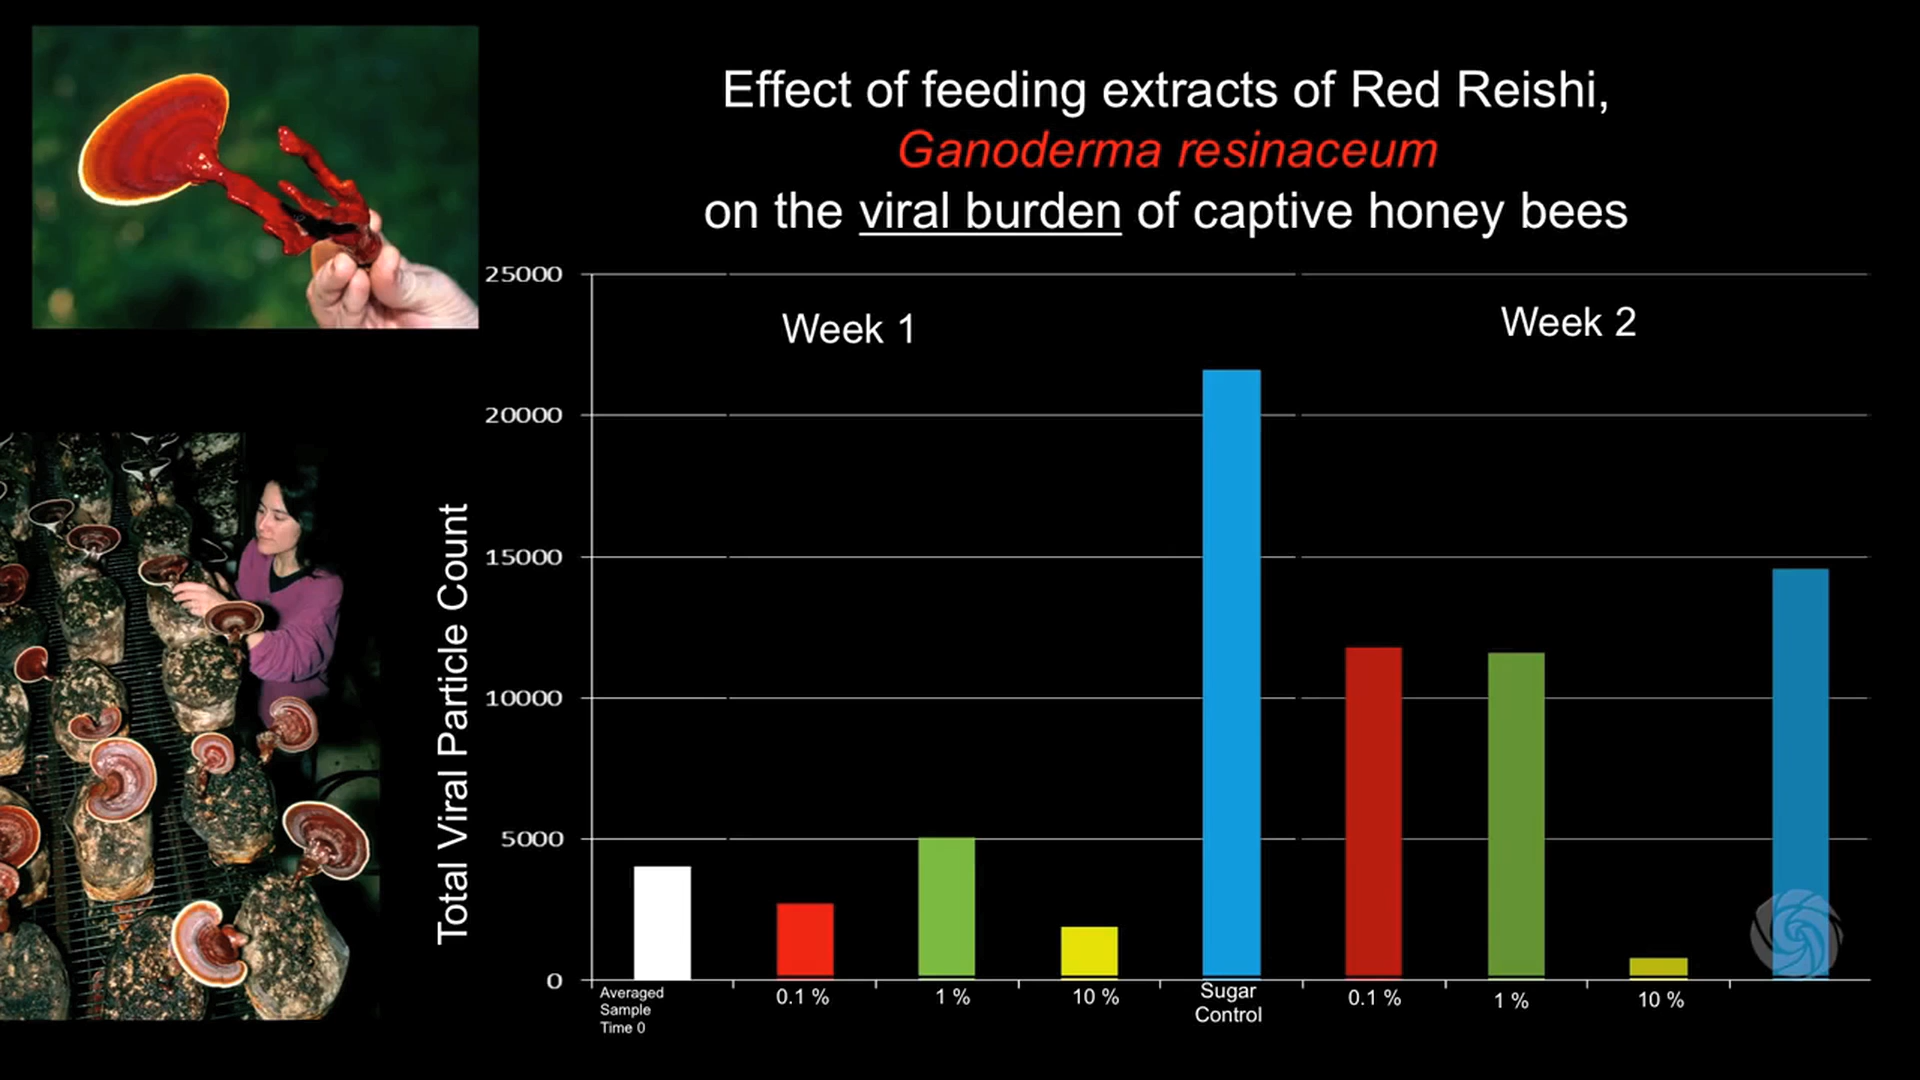 Effect of feeding extracts of Red Reishi,
Ganoderma resinaceum
on the viral burden of captive honey bees
Week 1
Week 2
Total Viral Particle Count
25000
20000
15000
10000
5000
0
Averaged
Sample
Time 0
0.1 %
1 %
10 %
Sugar
Control
0.1 %
1 %
10 %